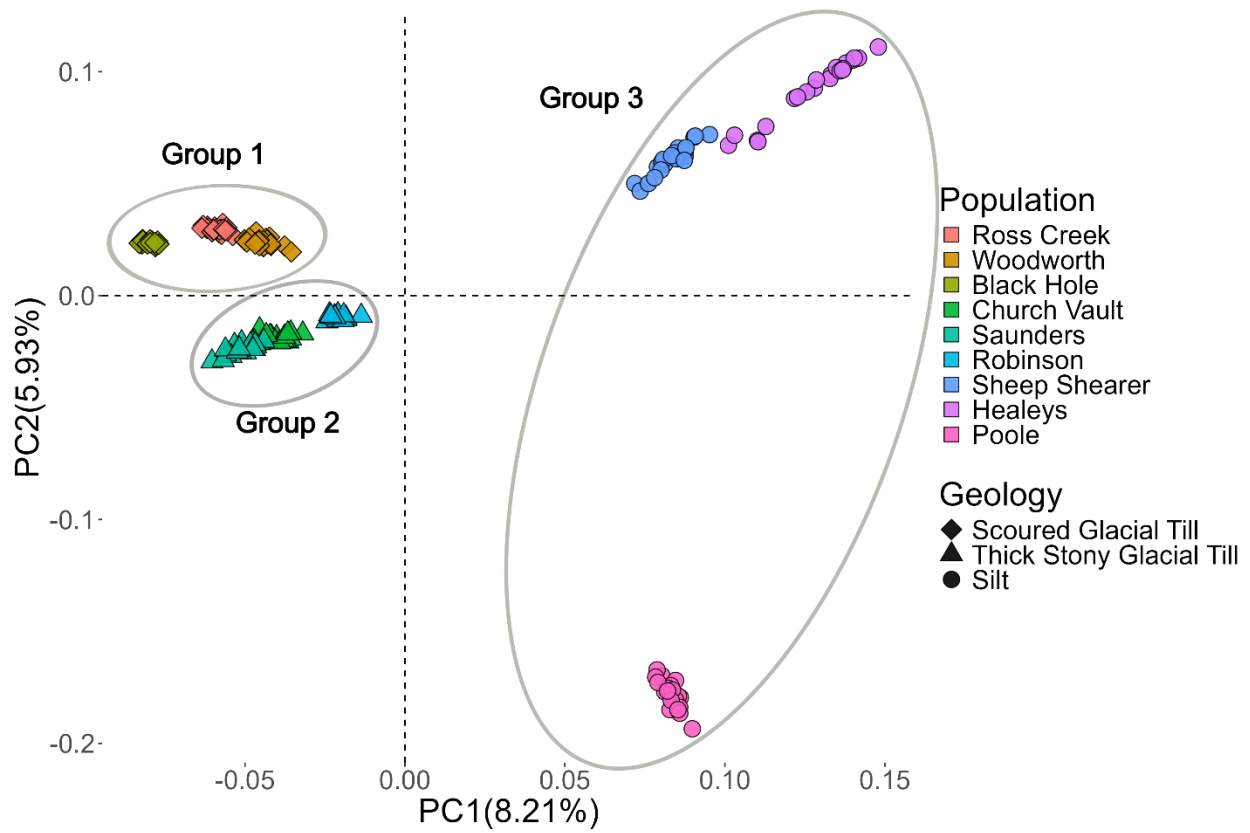 0.1
Group 3
Group 1
Population
Ross Creek
Woodworth
Black Hole
Church Vault
Saunders
Robinson
Sheep Shearer
Healeys
Poole
0.0
Group 2
PC2(5.93%)
Geology
Scoured Glacial Till
Thick Stony Glacial Till
Silt
-0.1
-0.2
-0.05
0.00
0.05
0.10
0.15
PC1(8.21%)